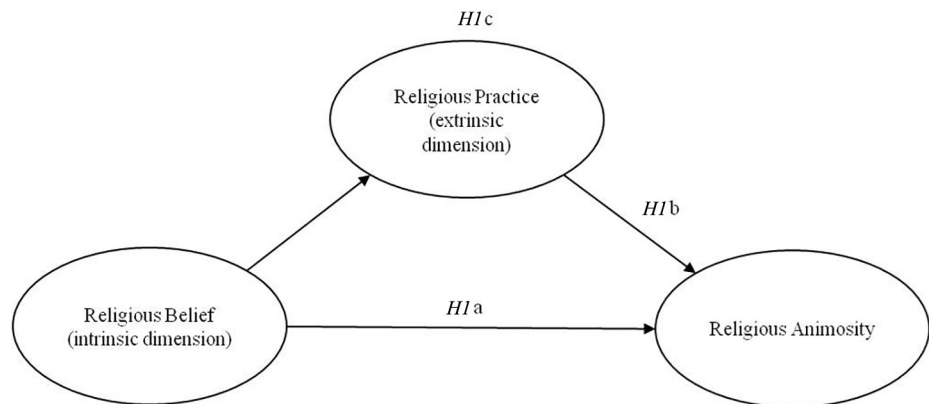 H1c
Religious Practice
(extrinsic
dimension)
H1b
Religious Belief
(intrinsic dimension)
H1a
Religious Animosity